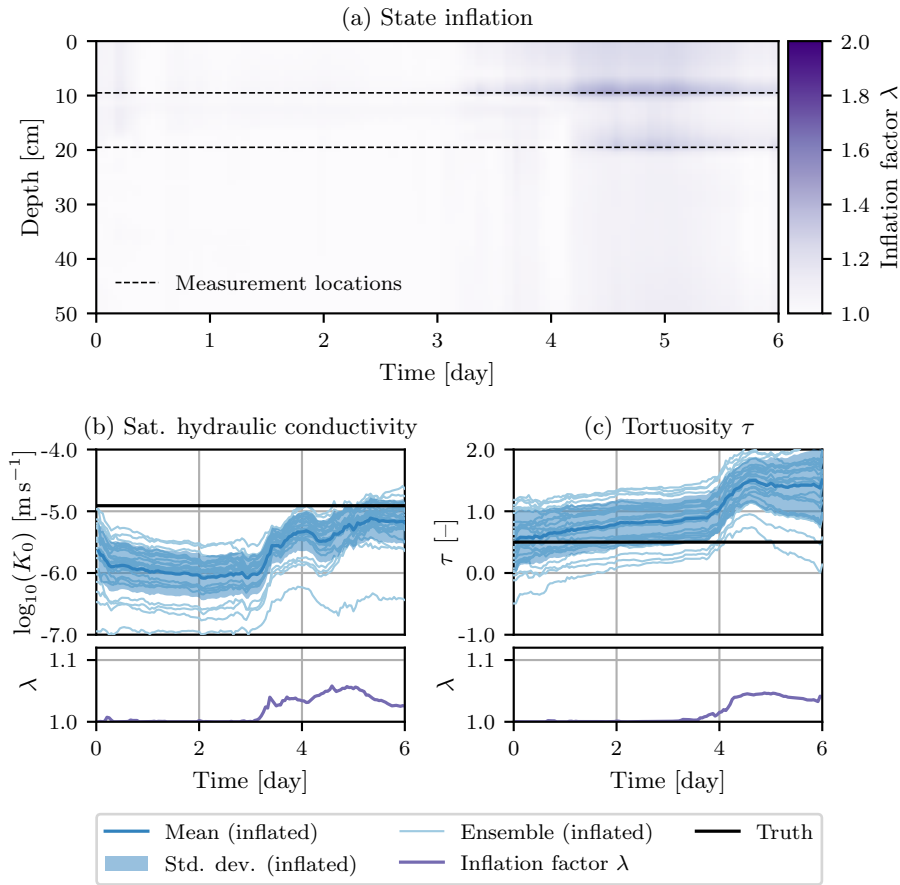 (a) State inflation
0
10
20
30
40
50
Depth [cm]
Measurement locations
0 1 2 3 4 5 6
Time [day]
2.0
1.8
1.6
1.4
1.2
1.0
Inflation factor λ
(b) Sat. hydraulic conductivity
-4.0
-5.0
-6.0
-7.0
log₁₀(K₀) [m s⁻¹]
1.1
1.0
λ
0 2 4 6
Time [day]
(c) Tortuosity τ
2.0
1.0
0.0
-1.0
τ [–]
1.1
1.0
λ
0 2 4 6
Time [day]
Mean (inflated) Ensemble (inflated) Truth
Std. dev. (inflated) Inflation factor λ